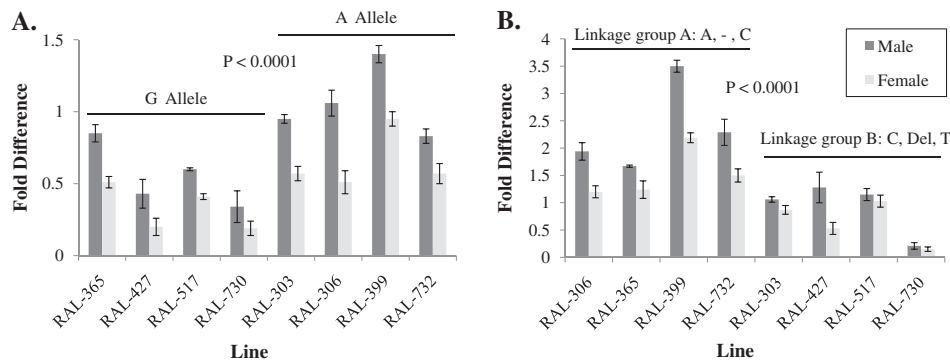 A.
A Allele
P < 0.0001
G Allele
Fold Difference
1.5
1
0.5
0
RAL-365
RAL-427
RAL-517
RAL-730
RAL-303
RAL-306
RAL-399
RAL-732
Line
B.
Linkage group A: A, - , C
P < 0.0001
Linkage group B: C, Del, T
Male
Female
Fold Difference
4
3.5
3
2.5
2
1.5
1
0.5
0
RAL-306
RAL-365
RAL-399
RAL-732
RAL-303
RAL-427
RAL-517
RAL-730
Line